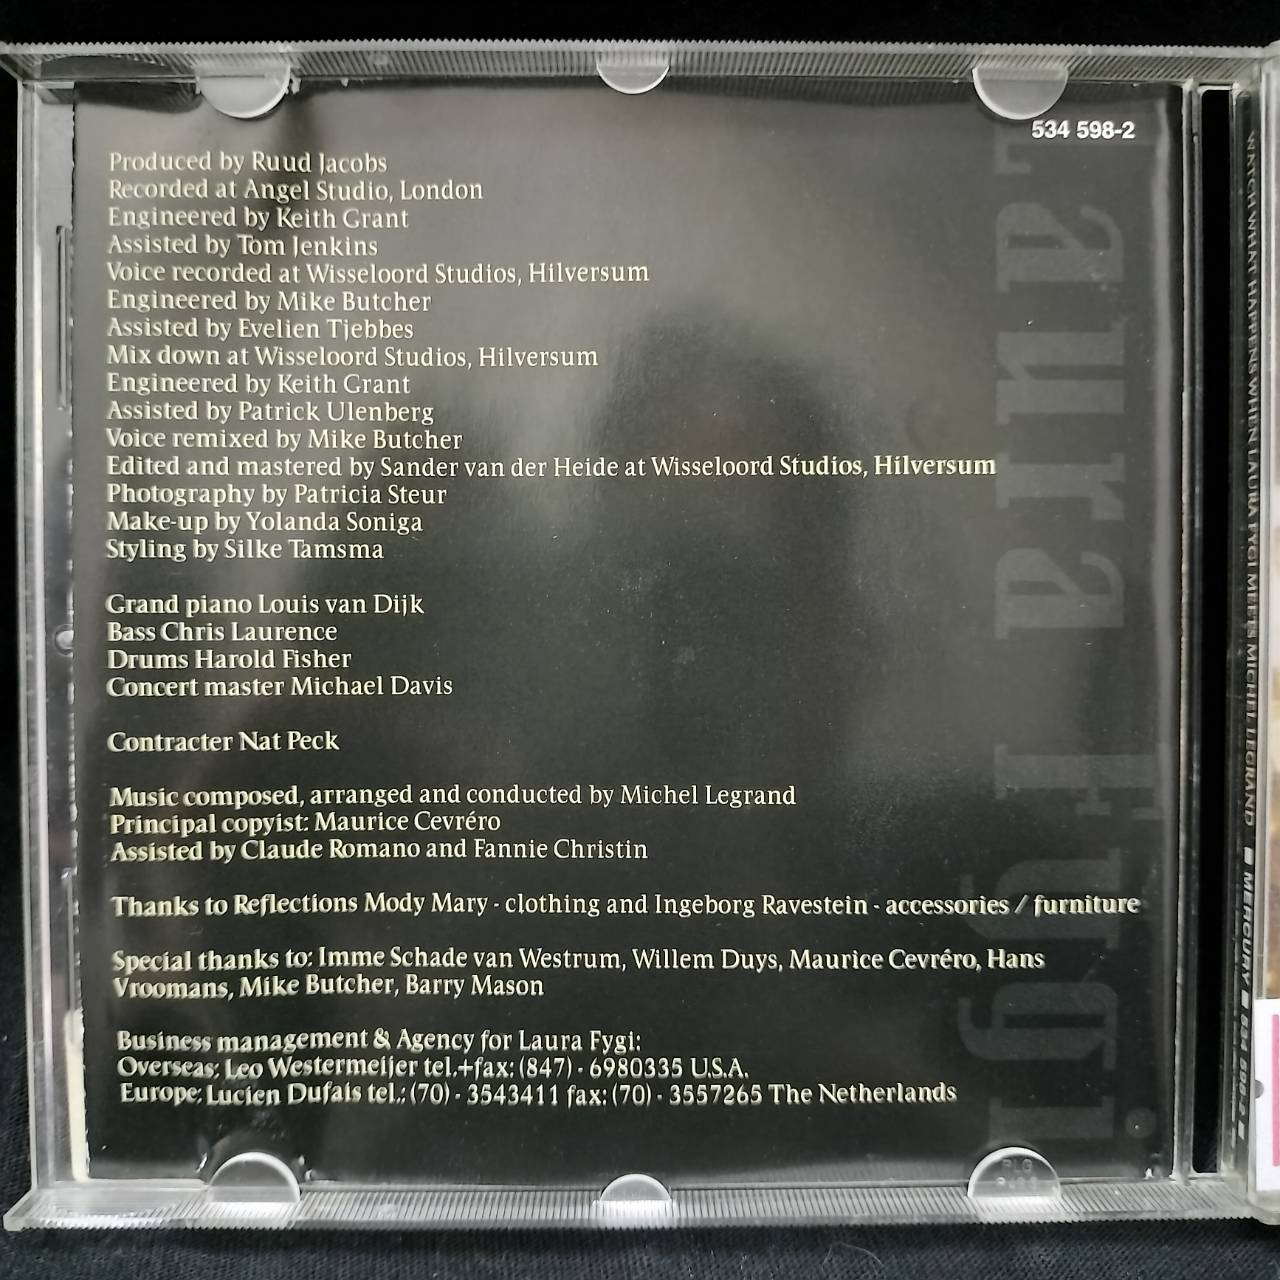 534 598-2
Produced by Ruud Jacobs
Recorded at Angel Studio, London
Engineered by Keith Grant
Assisted by Tom Jenkins
Voice recorded at Wisseloord Studios, Hilversum
Engineered by Mike Butcher
Assisted by Evelien Tjebbes
Mix down at Wisseloord Studios, Hilversum
Engineered by Keith Grant
Assisted by Patrick Ulenberg
Voice remixed by Mike Butcher
Edited and mastered by Sander van der Heide at Wisseloord Studios, Hilversum
Photography by Patricia Steur
Make-up by Yolanda Soniga
Styling by Silke Tamsma
Grand piano Louis van Dijk
Bass Chris Laurence
Drums Harold Fisher
Concert master Michael Davis
Contracter Nat Peck
Music composed, arranged and conducted by Michel Legrand
Principal copyist: Maurice Cevréro
Assisted by Claude Romano and Fannie Christin
Thanks to Reflections Mody Mary - clothing and Ingeborg Ravestein - accessories / furniture
Special thanks to: Imme Schade van Westrum, Willem Duys, Maurice Cevréro, Hans
Vroomans, Mike Butcher, Barry Mason
Business management & Agency for Laura Fygi:
Overseas: Leo Westermeijer tel.+fax: (847) - 6980335 U.S.A.
Europe: Lucien Dufais tel.: (70) - 3543411 fax: (70) - 3557265 The Netherlands
Laura Fygi
WATCH WHAT HAPPENS WHEN LAURA FYGI MEETS MICHEL LEGRAND ■ MERCURY ■ 534 598-2 ■